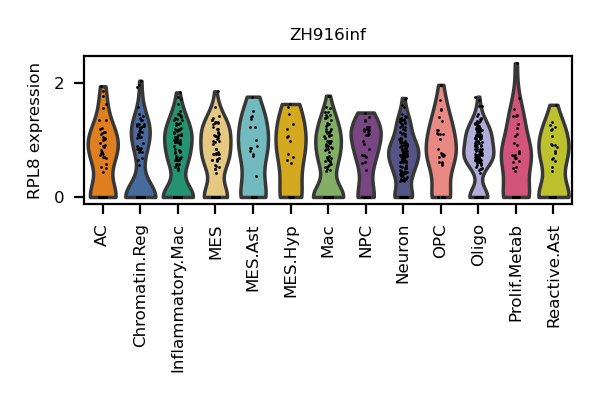 ZH916inf
RPL8 expression
2
0
AC
Chromatin.Reg
Inflammatory.Mac
MES
MES.Ast
MES.Hyp
Mac
NPC
Neuron
OPC
Oligo
Prolif.Metab
Reactive.Ast